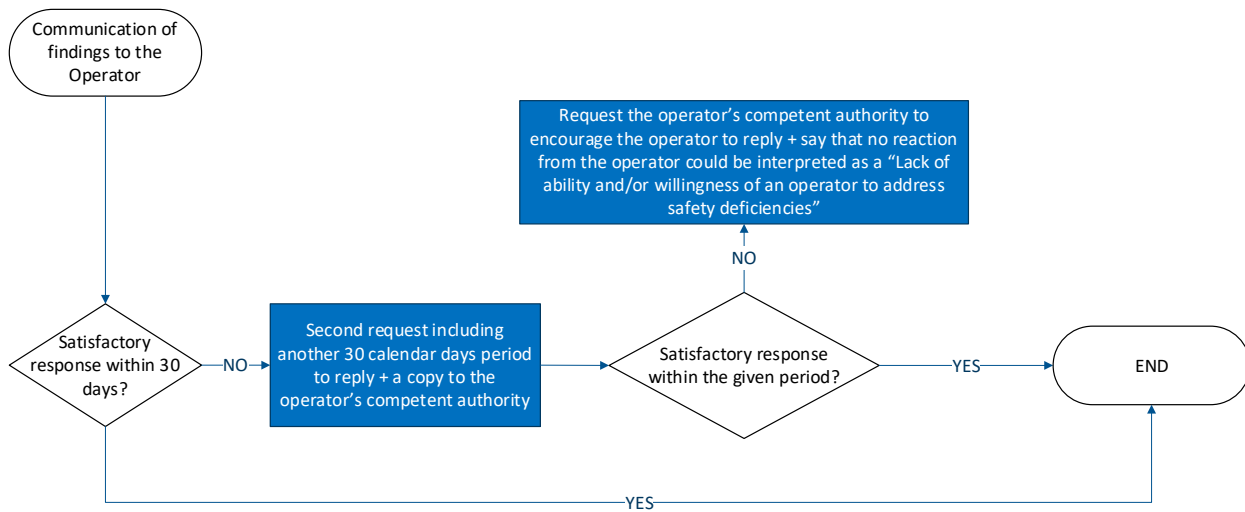 Communication of
findings to the
Operator
Request the operator’s competent authority to
encourage the operator to reply + say that no reaction
from the operator could be interpreted as a “Lack of
ability and/or willingness of an operator to address
safety deficiencies”
NO
Satisfactory
response within 30
days?
NO
Second request including
another 30 calendar days period
to reply + a copy to the
operator’s competent authority
Satisfactory response
within the given period?
YES
END
YES